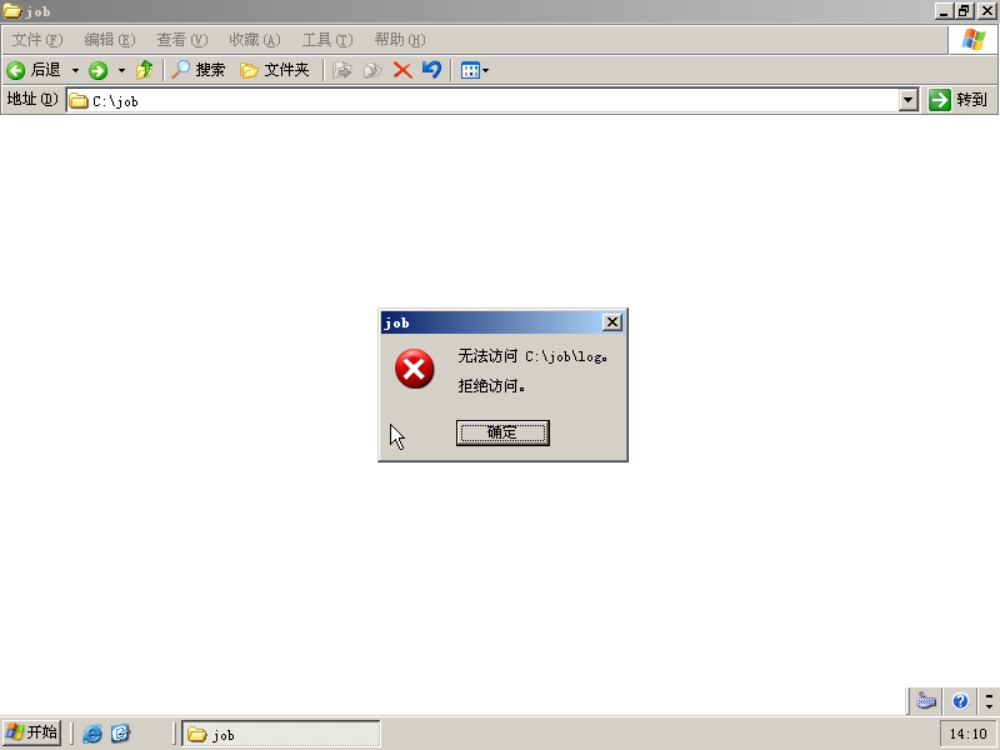 job
文件(F) 编辑(E) 查看(V) 收藏(A) 工具(T) 帮助(H)
后退 搜索 文件夹
地址(D) C:\job 转到
job
无法访问 C:\job\log。
拒绝访问。
确定
开始 job 14:10